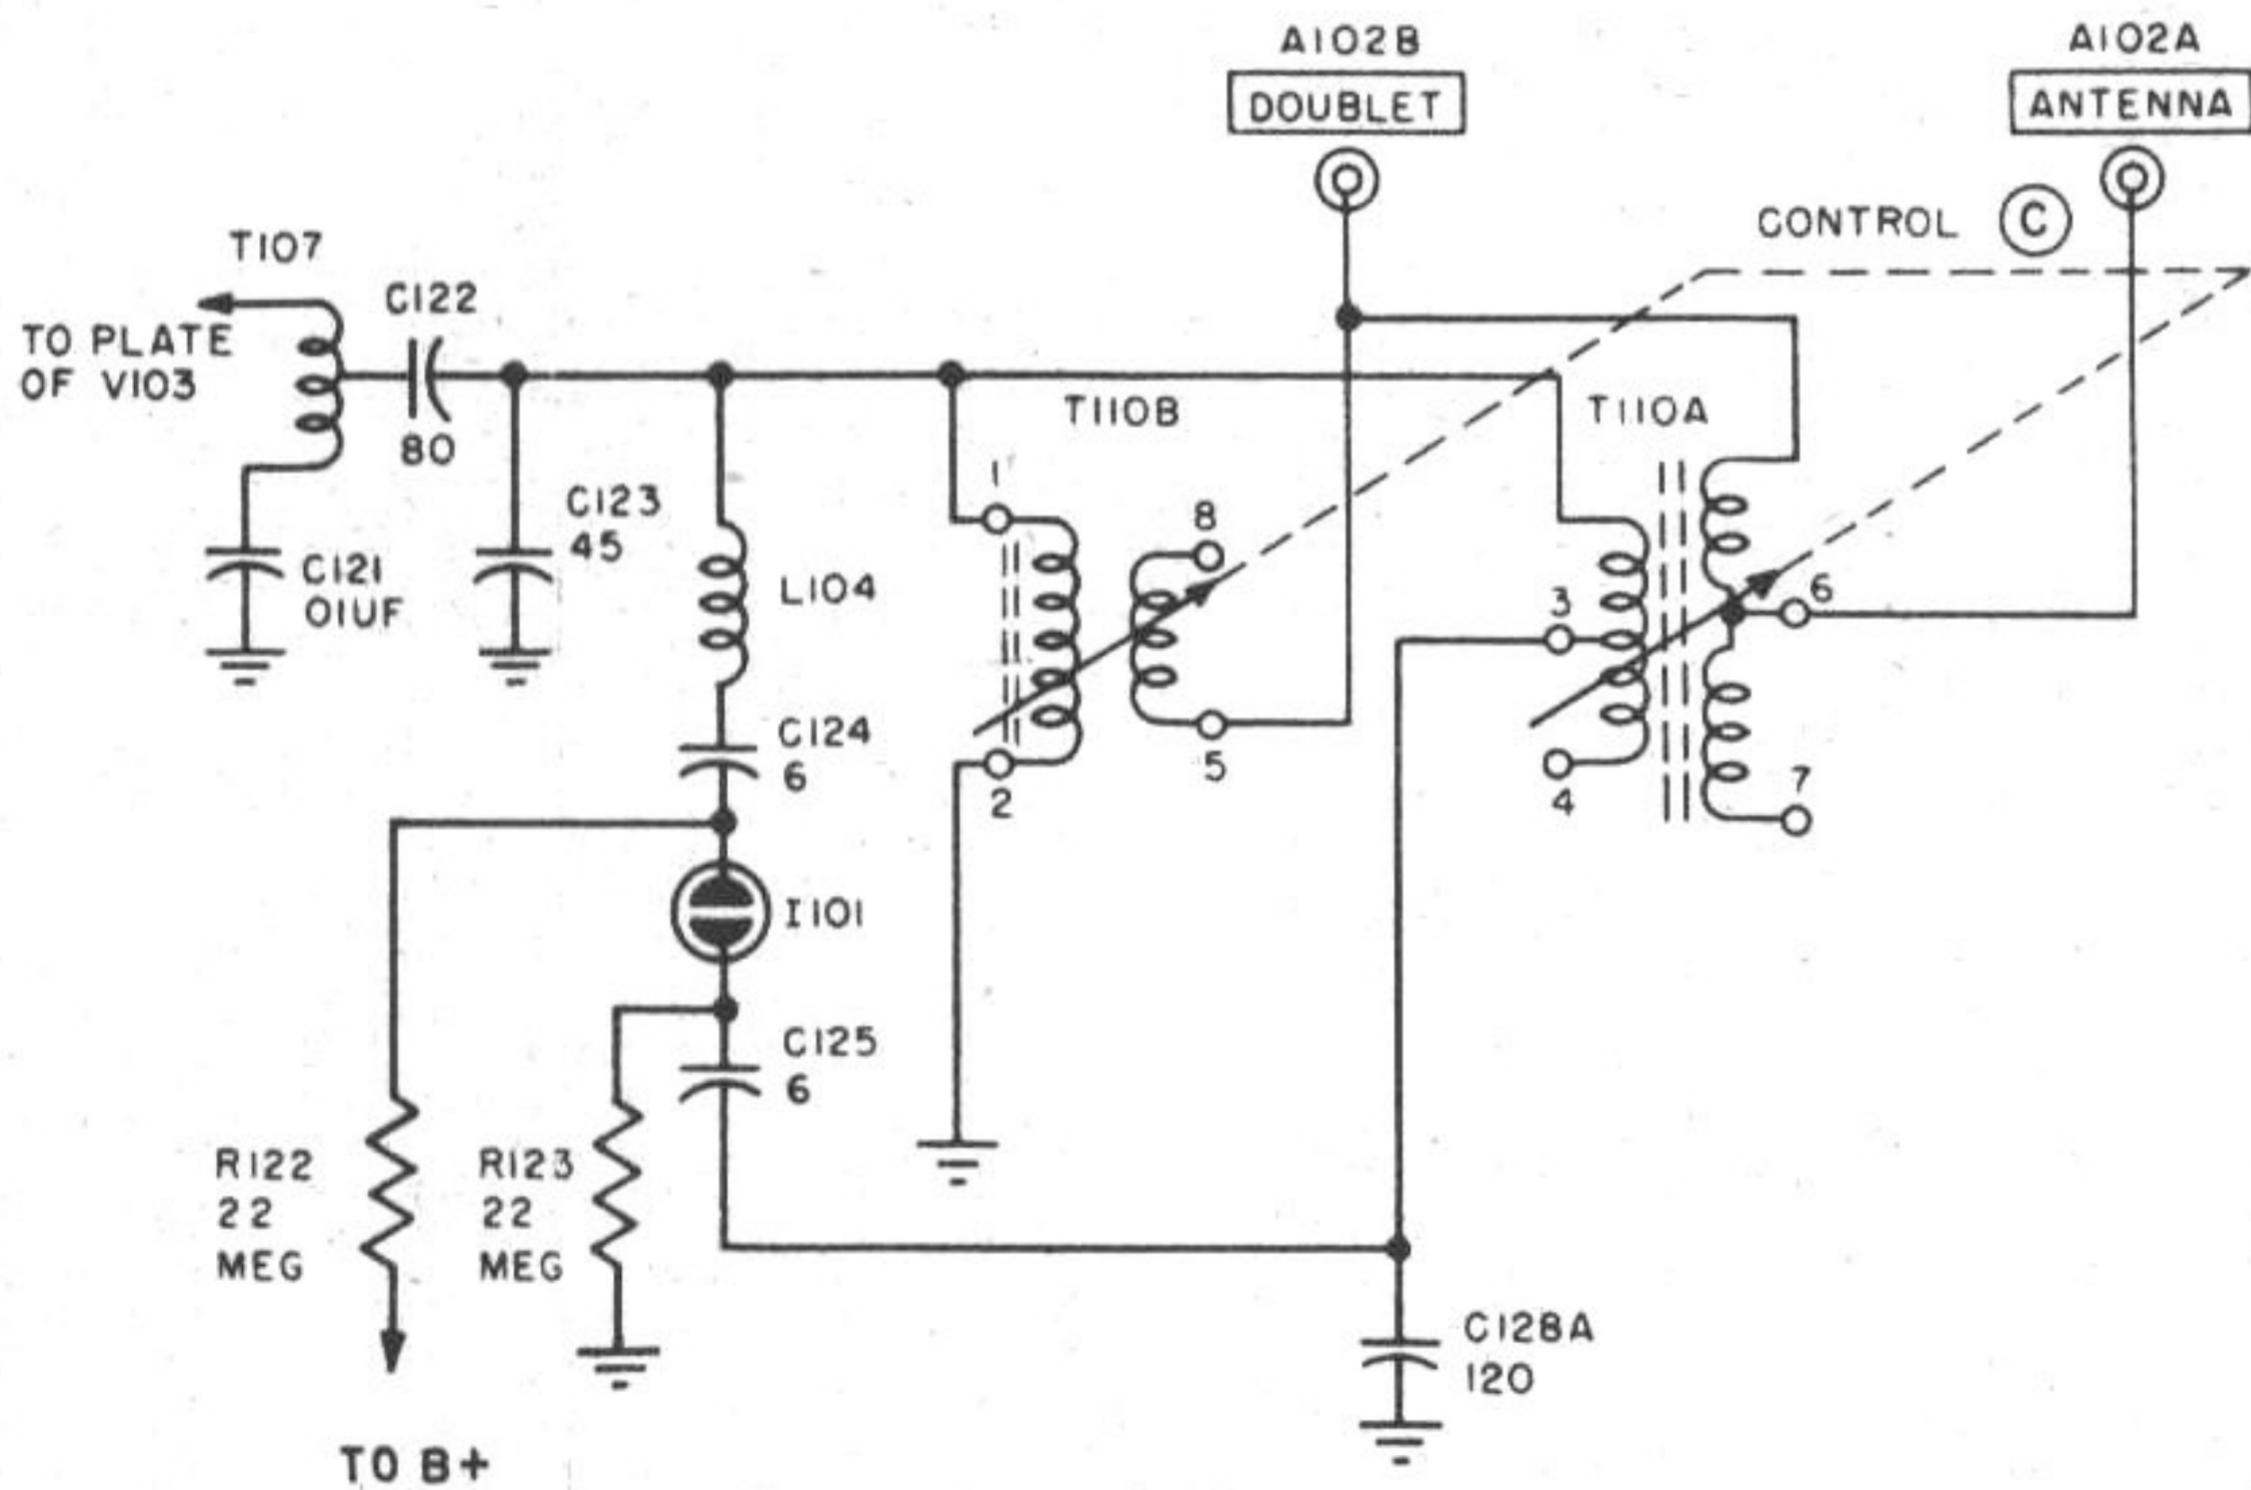 A102B
DOUBLET
A102A
ANTENNA
CONTROL C
T107
C122
TO PLATE
OF V103
80
T110B
T110A
C123
45
C121
01UF
L104
1
8
3
6
C124
6
5
2
4
7
I101
C125
6
R122
22
MEG
R123
22
MEG
C128A
120
TO B+